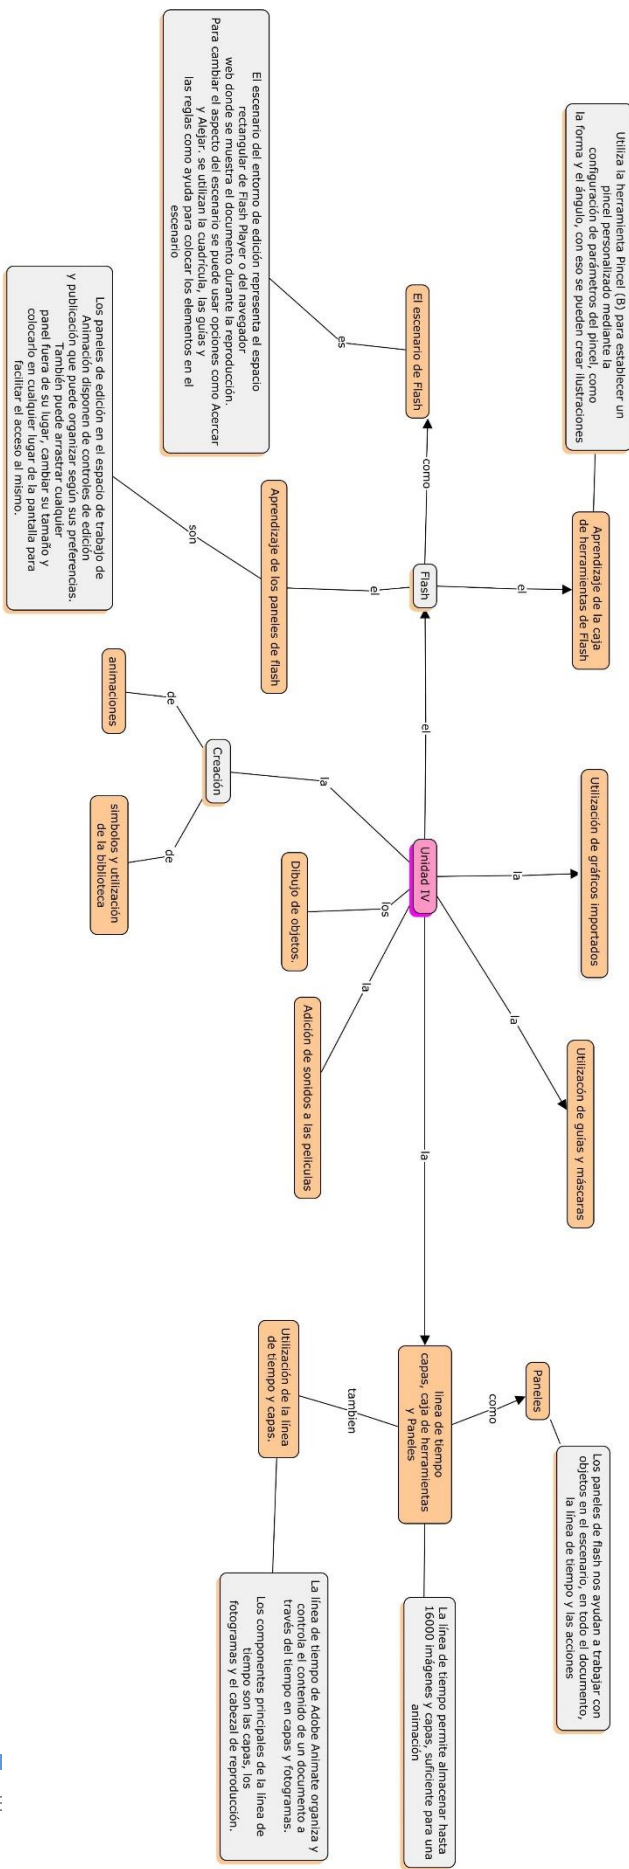 Utiliza la herramienta Pincel (B) para establecer un
pincel personalizado mediante la
configuración de parámetros del pincel, como
la forma y el ángulo, con eso se pueden crear ilustraciones
Aprendizaje de la caja
de herramientas de Flash
Utilización de gráficos importados
Utilizacón de guías y máscaras
Paneles
Los paneles de flash nos ayudan a trabajar con
objetos en el escenario, en todo el documento,
la línea de tiempo y las acciones
el
la
la
como
El escenario de Flash
como
Flash
el
Unidad IV
la
linea de tiempo
capas, caja de herramientas
y Paneles
La línea de tiempo permite almacenar hasta
16000 imágenes y capas, suficiente para una
animación
es
el
la
los
la
tambien
El escenario del entorno de edición representa el espacio
rectangular de Flash Player o del navegador
web donde se muestra el documento durante la reproducción.
Para cambiar el aspecto del escenario se puede usar opciones como Acercar
y Alejar. se utilizan la cuadrícula, las guías y
las reglas como ayuda para colocar los elementos en el
escenario
Aprendizaje de los paneles de flash
Dibujo de objetos.
Adición de sonidos a las peliculas
Utilización de la línea
de tiempo y capas.
La línea de tiempo de Adobe Animate organiza y
controla el contenido de un documento a
través del tiempo en capas y fotogramas.
Los componentes principales de la línea de
tiempo son las capas, los
fotogramas y el cabezal de reproducción.
son
Creación
de
de
Los paneles de edición en el espacio de trabajo de
Animación disponen de controles de edición
y publicación que puede organizar según sus preferencias.
También puede arrastrar cualquier
panel fuera de su lugar, cambiar su tamaño y
colocarlo en cualquier lugar de la pantalla para
facilitar el acceso al mismo.
animaciones
simbolos y utilización
de la biblioteca